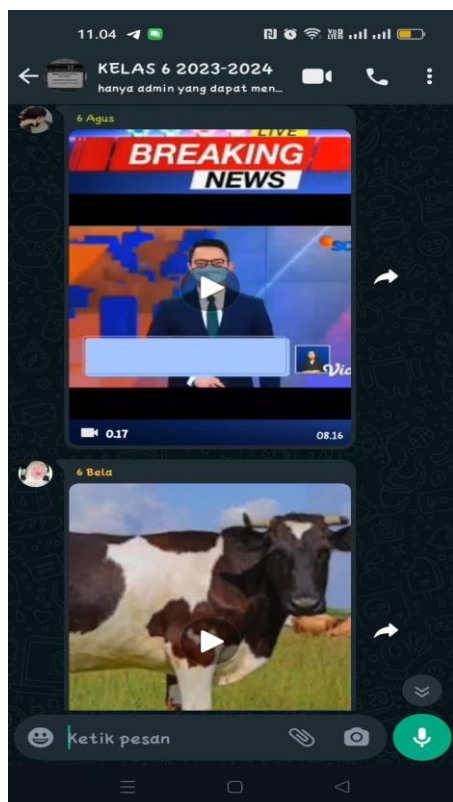 11.04
KELAS 6 2023-2024
hanya admin yang dapat men...
6 Agus
LIVE
BREAKING
NEWS
0.17
08.16
6 Bela
Ketik pesan